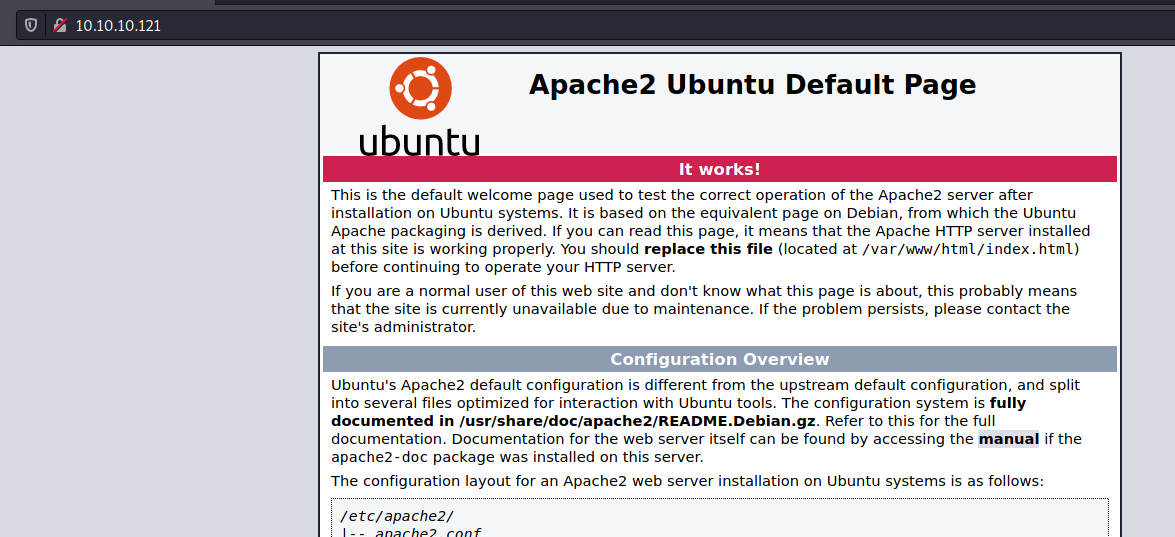 10.10.10.121
Apache2 Ubuntu Default Page
ubuntu
It works!
This is the default welcome page used to test the correct operation of the Apache2 server after
installation on Ubuntu systems. It is based on the equivalent page on Debian, from which the Ubuntu
Apache packaging is derived. If you can read this page, it means that the Apache HTTP server installed
at this site is working properly. You should replace this file (located at /var/www/html/index.html)
before continuing to operate your HTTP server.
If you are a normal user of this web site and don't know what this page is about, this probably means
that the site is currently unavailable due to maintenance. If the problem persists, please contact the
site's administrator.
Configuration Overview
Ubuntu's Apache2 default configuration is different from the upstream default configuration, and split
into several files optimized for interaction with Ubuntu tools. The configuration system is fully
documented in /usr/share/doc/apache2/README.Debian.gz. Refer to this for the full
documentation. Documentation for the web server itself can be found by accessing the manual if the
apache2-doc package was installed on this server.
The configuration layout for an Apache2 web server installation on Ubuntu systems is as follows:
/etc/apache2/
|-- apache2.conf